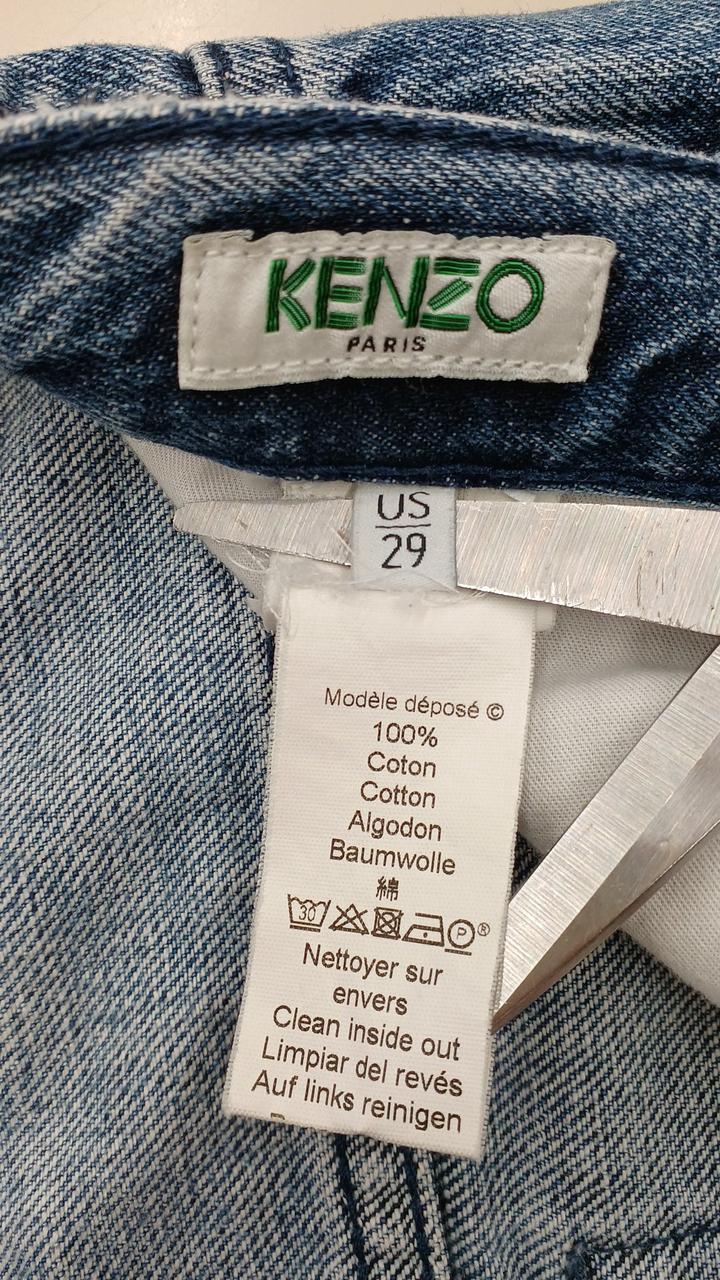 KENZO
PARIS
US
29
Modèle déposé ©
100%
Coton
Cotton
Algodon
Baumwolle
綿
30 P ®
Nettoyer sur
envers
Clean inside out
Limpiar del revés
Auf links reinigen